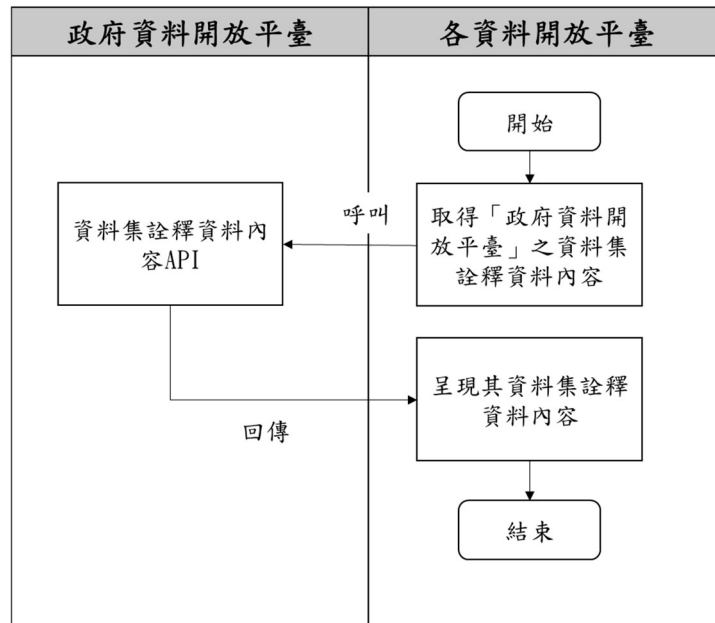 政府資料開放平臺
各資料開放平臺
開始
呼叫
取得「政府資料開
放平臺」之資料集
詮釋資料內容
資料集詮釋資料內
容API
呈現其資料集詮釋
資料內容
回傳
結束